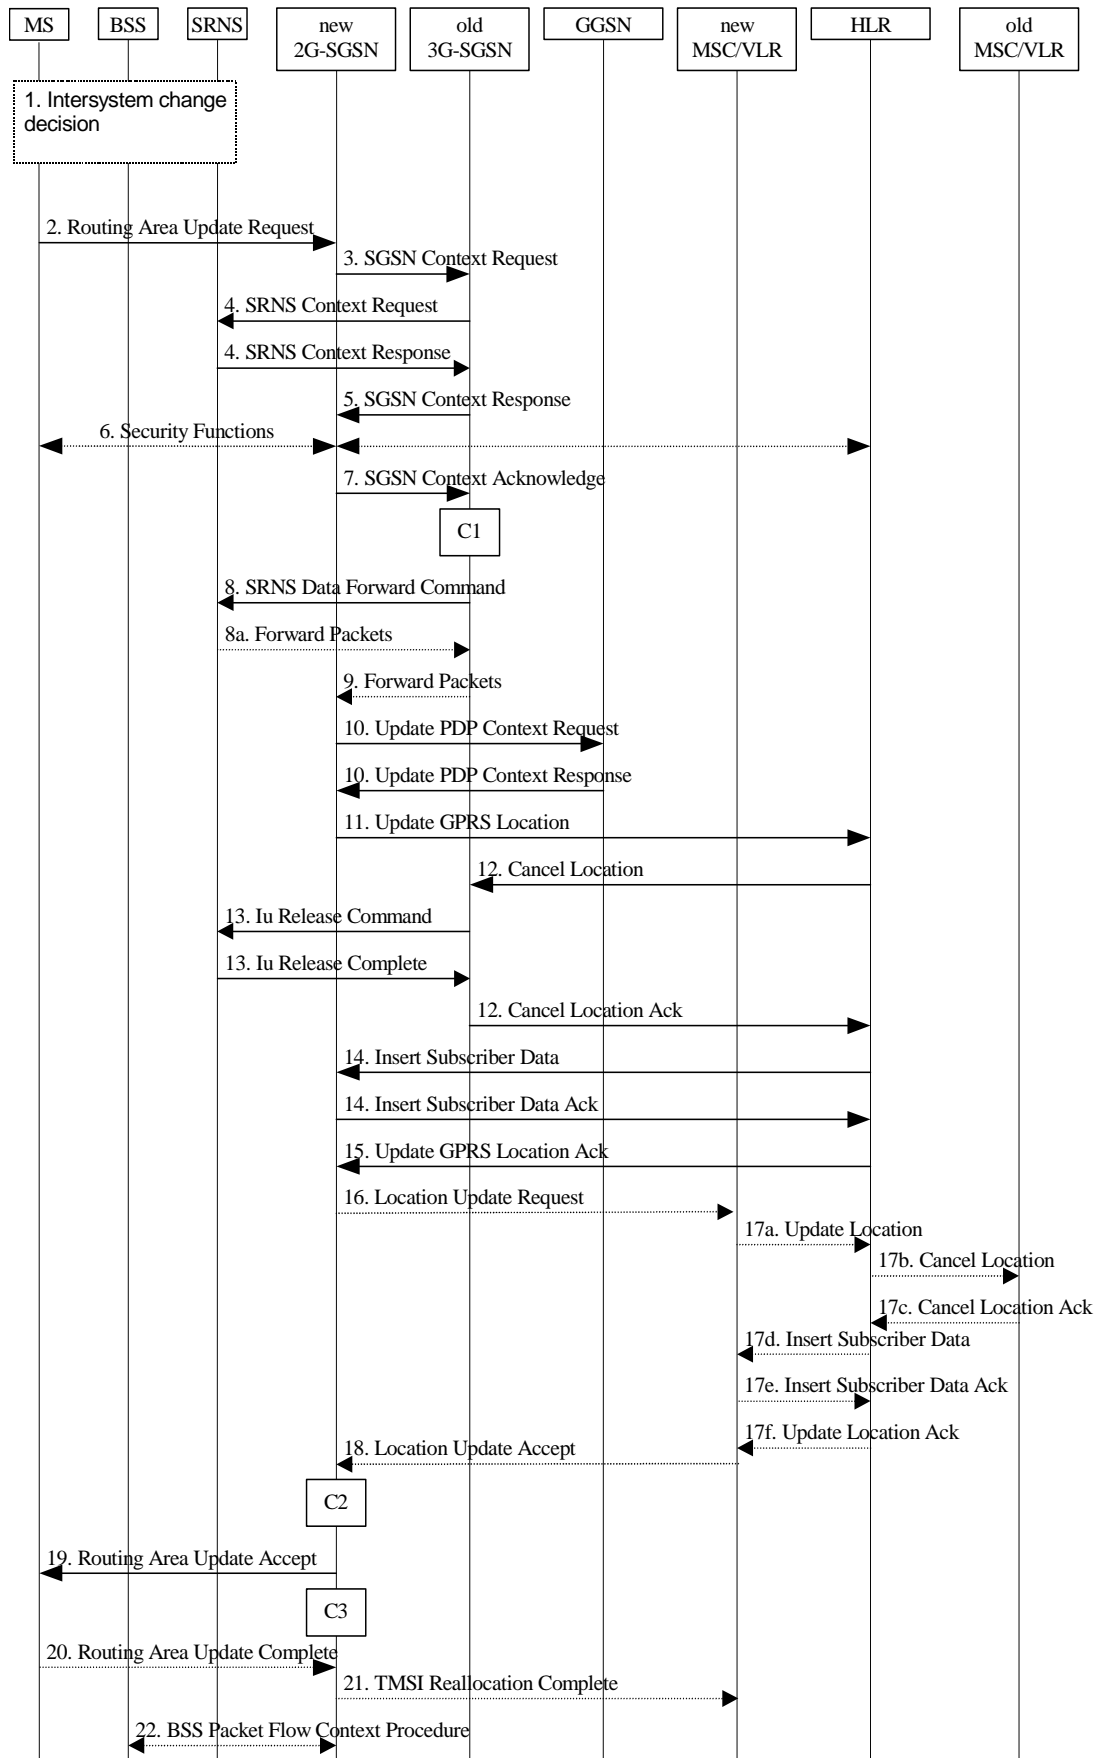 MS
BSS
SRNS
new
2G-SGSN
old
3G-SGSN
GGSN
new
MSC/VLR
HLR
old
MSC/VLR
1. Intersystem change
decision
2. Routing Area Update Request
3. SGSN Context Request
4. SRNS Context Request
4. SRNS Context Response
5. SGSN Context Response
6. Security Functions
7. SGSN Context Acknowledge
C1
8. SRNS Data Forward Command
8a. Forward Packets
9. Forward Packets
10. Update PDP Context Request
10. Update PDP Context Response
11. Update GPRS Location
12. Cancel Location
13. Iu Release Command
13. Iu Release Complete
12. Cancel Location Ack
14. Insert Subscriber Data
14. Insert Subscriber Data Ack
15. Update GPRS Location Ack
16. Location Update Request
17a. Update Location
17b. Cancel Location
17c. Cancel Location Ack
17d. Insert Subscriber Data
17e. Insert Subscriber Data Ack
17f. Update Location Ack
18. Location Update Accept
C2
19. Routing Area Update Accept
C3
20. Routing Area Update Complete
21. TMSI Reallocation Complete
22. BSS Packet Flow Context Procedure